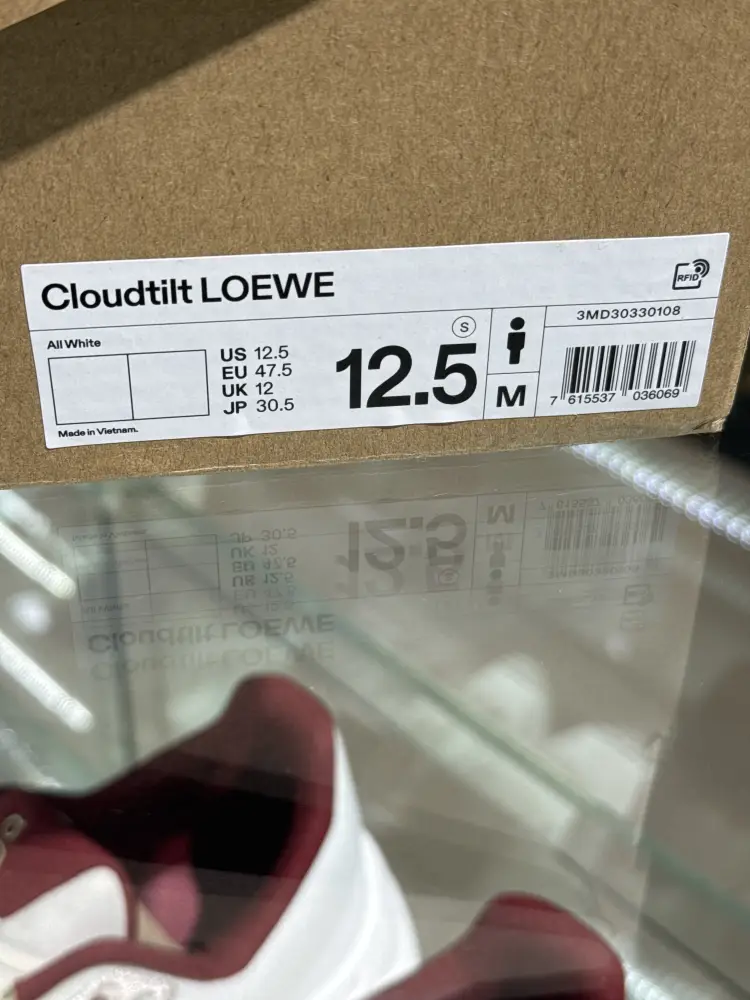 Cloudtilt LOEWE
RFID
3MD30330108
All White
Made in Vietnam.
US 12.5
EU 47.5
UK 12
JP 30.5
S
12.5
M
7 615537 036069